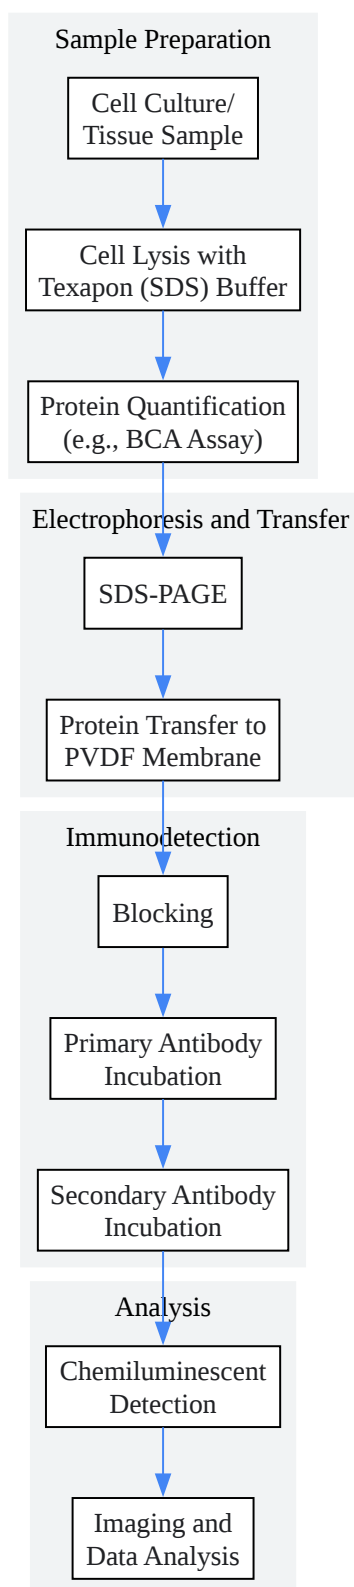 Sample Preparation
Cell Culture/
Tissue Sample
Cell Lysis with
Texapon (SDS) Buffer
Protein Quantification
(e.g., BCA Assay)
Electrophoresis and Transfer
SDS-PAGE
Protein Transfer to
PVDF Membrane
Immunodetection
Blocking
Primary Antibody
Incubation
Secondary Antibody
Incubation
Analysis
Chemiluminescent
Detection
Imaging and
Data Analysis